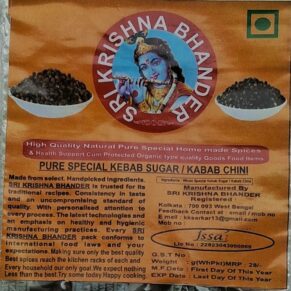 SRI KRISHNA BHANDER
High Quality Natural Pure Special Home made Spices
& Health Support Cum Protected Organic type quality Goods Food Items
PURE SPECIAL KEBAB SUGAR / KABAB CHINI
Made from select. Handpicked Ingredients.
SRI KRISHNA BHANDER is trusted for its
traditional recipes. Consistency in taste
and an uncompromising standard of
quality. With personalised attention to
every process. The latest technologies and
an emphasis on healthy and hygienic
manufacturing practices. Every SRI
KRISHNA BHANDER pack conforms to
international food laws and your
expectations. Making sure only the best quality
Best spices reach the kitchen racks of each and
Every household our only goal We expect nothing
Less than the best Try some today Happy cooking.
Manufactured By
SRI KRISHNA BHANDER
Registered
Kolkata 700 093 West Bengal
Feedback Contact at : email / mob no
Mob no :
fssai
Lic No
G.S.T No
Weight : g(WthPkt)MRP : 28/-
M.F.Date : First Day Of This Year
EXP Date : Last Day Of This Year